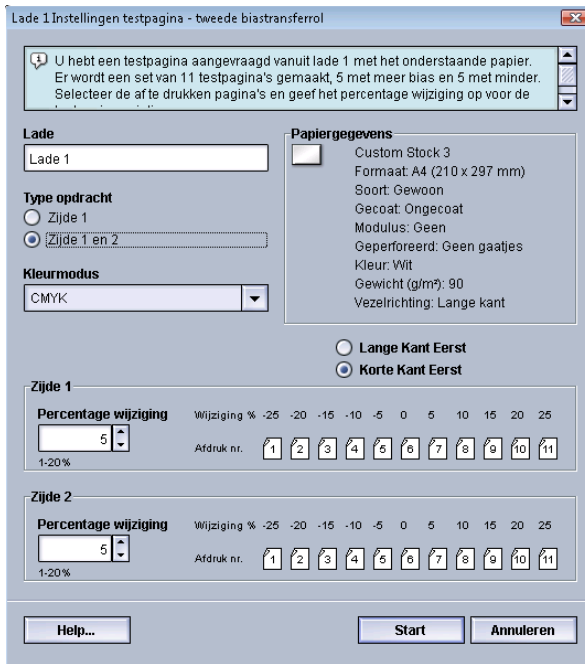 Lade 1 Instellingen testpagina - tweede biastransferrol
U hebt een testpagina aangevraagd vanuit lade 1 met het onderstaande papier.
Er wordt een set van 11 testpagina's gemaakt, 5 met meer bias en 5 met minder.
Selecteer de af te drukken pagina's en geef het percentage wijziging op voor de
Lade
Lade 1
Type opdracht
Zijde 1
Zijde 1 en 2
Kleurmodus
CMYK
Papiergegevens
Custom Stock 3
Formaat: A4 (210 x 297 mm)
Soort: Gewoon
Gecoat: Ongecoat
Modulus: Geen
Geperforeerd: Geen gaatjes
Kleur: Wit
Gewicht (g/m²): 90
Vezelrichting: Lange kant
Lange Kant Eerst
Korte Kant Eerst
Zijde 1
Percentage wijziging
5
1-20%
Wijziging % -25 -20 -15 -10 -5 0 5 10 15 20 25
Afdruk nr. 1 2 3 4 5 6 7 8 9 10 11
Zijde 2
Percentage wijziging
5
1-20%
Wijziging % -25 -20 -15 -10 -5 0 5 10 15 20 25
Afdruk nr. 1 2 3 4 5 6 7 8 9 10 11
Help... Start Annuleren